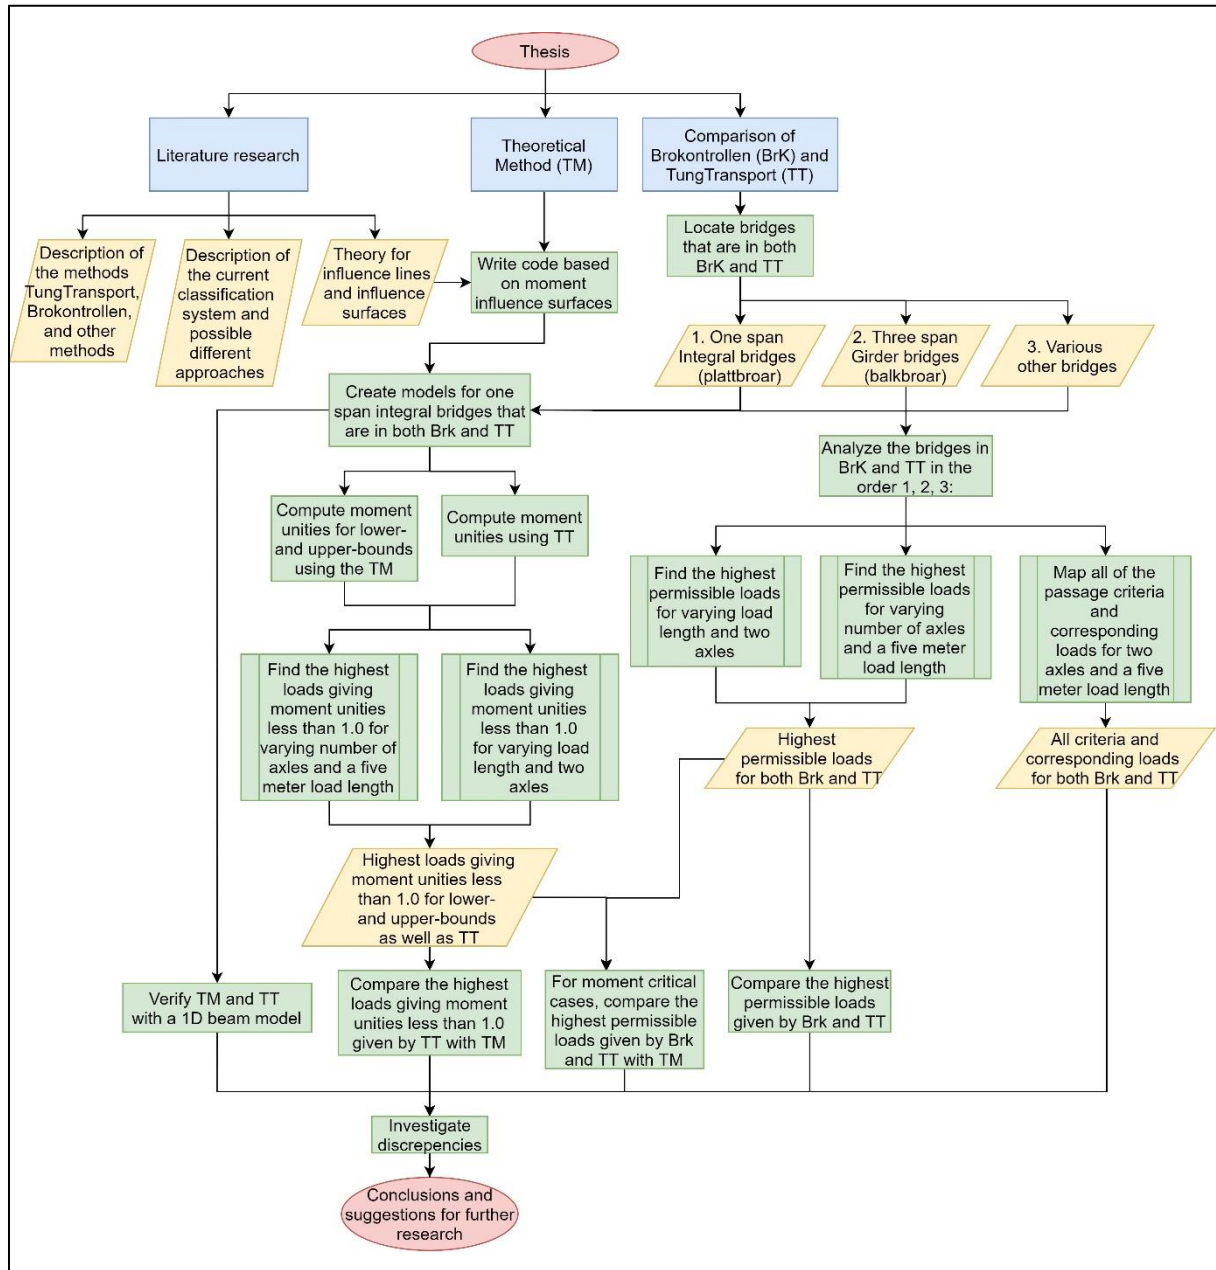 Thesis
Literature research
Theoretical
Method (TM)
Comparison of
Brokontrollen (BrK) and
TungTransport (TT)
Description of
the methods
TungTransport,
Brokontrollen,
and other
methods
Description of
the current
classification
system and
possible
different
approaches
Theory for
influence lines
and influence
surfaces
Write code based
on moment
influence surfaces
Locate bridges
that are in both
BrK and TT
1. One span
Integral bridges
(plattbroar)
2. Three span
Girder bridges
(balkbroar)
3. Various
other bridges
Create models for one
span integral bridges that
are in both Brk and TT
Analyze the bridges in
BrK and TT in the
order 1, 2, 3:
Compute moment
unities for lower-
and upper-bounds
using the TM
Compute moment
unities using TT
Find the highest
permissible loads
for varying load
length and two
axles
Find the highest
permissible loads
for varying
number of axles
and a five meter
load length
Map all of the
passage criteria
and
corresponding
loads for two
axles and a five
meter load length
Find the highest
loads giving
moment unities
less than 1.0 for
varying number of
axles and a five
meter load length
Find the highest
loads giving
moment unities
less than 1.0
for varying load
length and two
axles
Highest
permissible loads
for both Brk and TT
All criteria and
corresponding loads
for both Brk and TT
Highest loads giving
moment unities less
than 1.0 for lower-
and upper-bounds
as well as TT
Verify TM and TT
with a 1D beam model
Compare the highest
loads giving moment
unities less than 1.0
given by TT with TM
For moment critical
cases, compare the
highest permissible
loads given by Brk
and TT with TM
Compare the highest
permissible loads
given by Brk and TT
Investigate
discrepencies
Conclusions and
suggestions for further
research